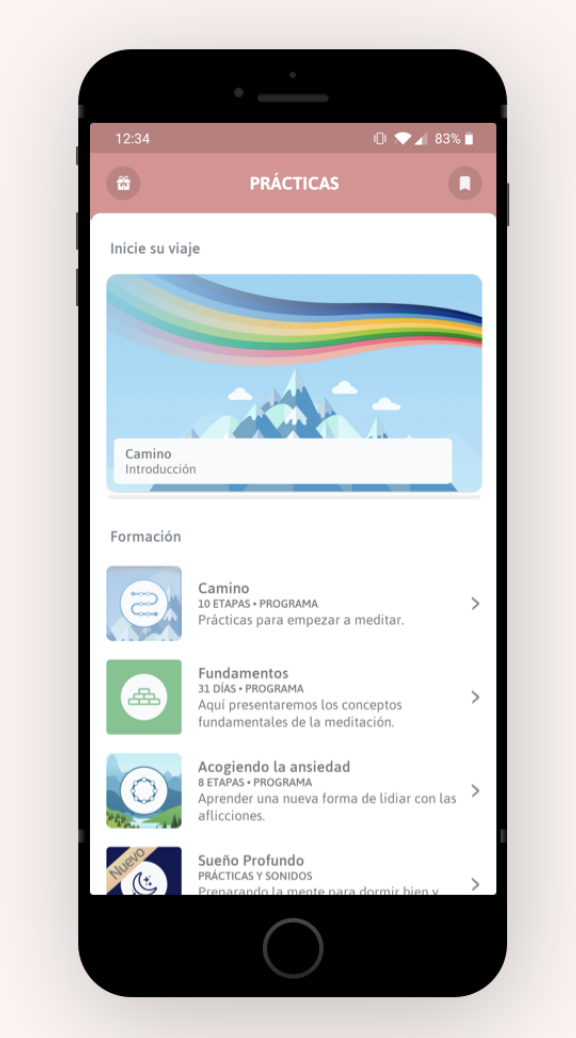 12:34
83%
PRÁCTICAS
Inicie su viaje
Camino
Introducción
Formación
Camino
10 ETAPAS • PROGRAMA
Prácticas para empezar a meditar.
Fundamentos
31 DÍAS • PROGRAMA
Aquí presentaremos los conceptos
fundamentales de la meditación.
Acogiendo la ansiedad
8 ETAPAS • PROGRAMA
Aprender una nueva forma de lidiar con las
aflicciones.
Nuevo
Sueño Profundo
PRÁCTICAS Y SONIDOS
Preparando la mente para dormir bien y